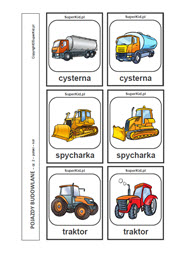 SuperKid.pl
SuperKid.pl
cysterna
cysterna
SuperKid.pl
SuperKid.pl
spycharka
spycharka
SuperKid.pl
SuperKid.pl
traktor
traktor
POJAZDY BUDOWLANE